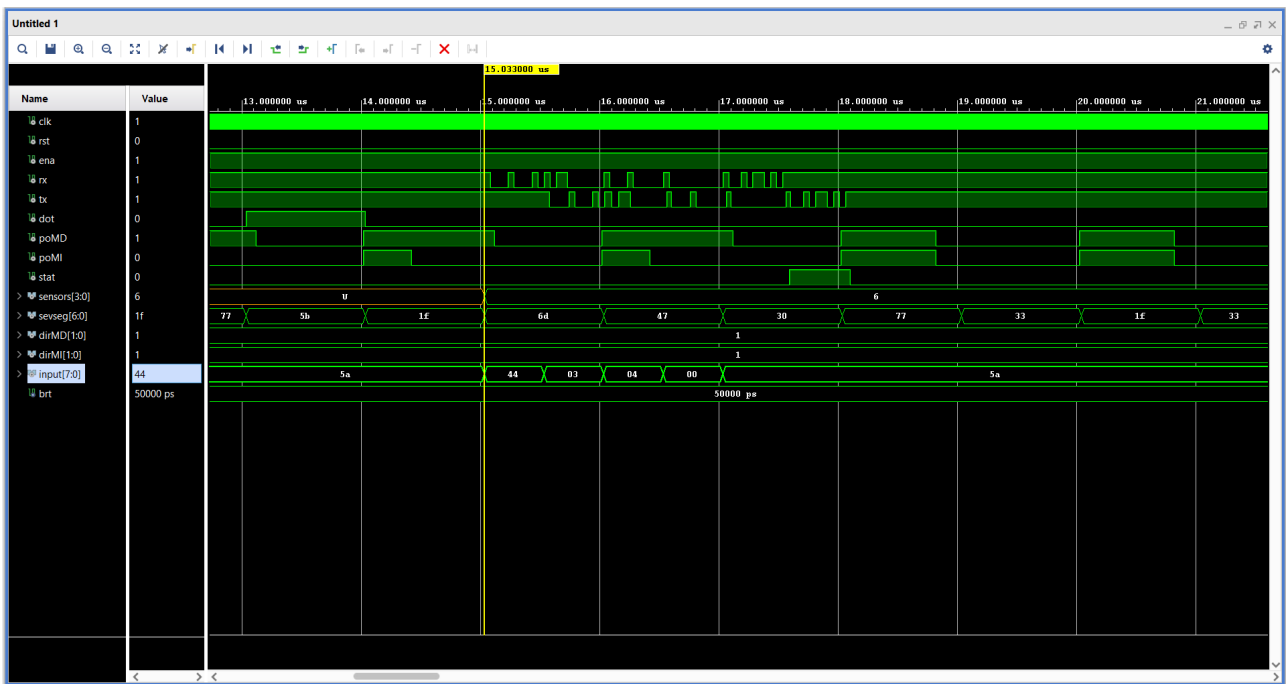 Untitled 1
15.033000 us
Name Value
13.000000 us 14.000000 us 15.000000 us 16.000000 us 17.000000 us 18.000000 us 19.000000 us 20.000000 us 21.000000 us
clk 1
rst 0
ena 1
rx 1
tx 1
dot 0
poMD 1
poMI 0
stat 0
sensors[3:0] 6 U 6
sevseg[6:0] 1f 77 5b 1f 6d 47 30 77 33 1f 33
dirMD[1:0] 1 1
dirMI[1:0] 1 1
input[7:0] 44 5a 44 03 04 00 5a
brt 50000 ps 50000 ps